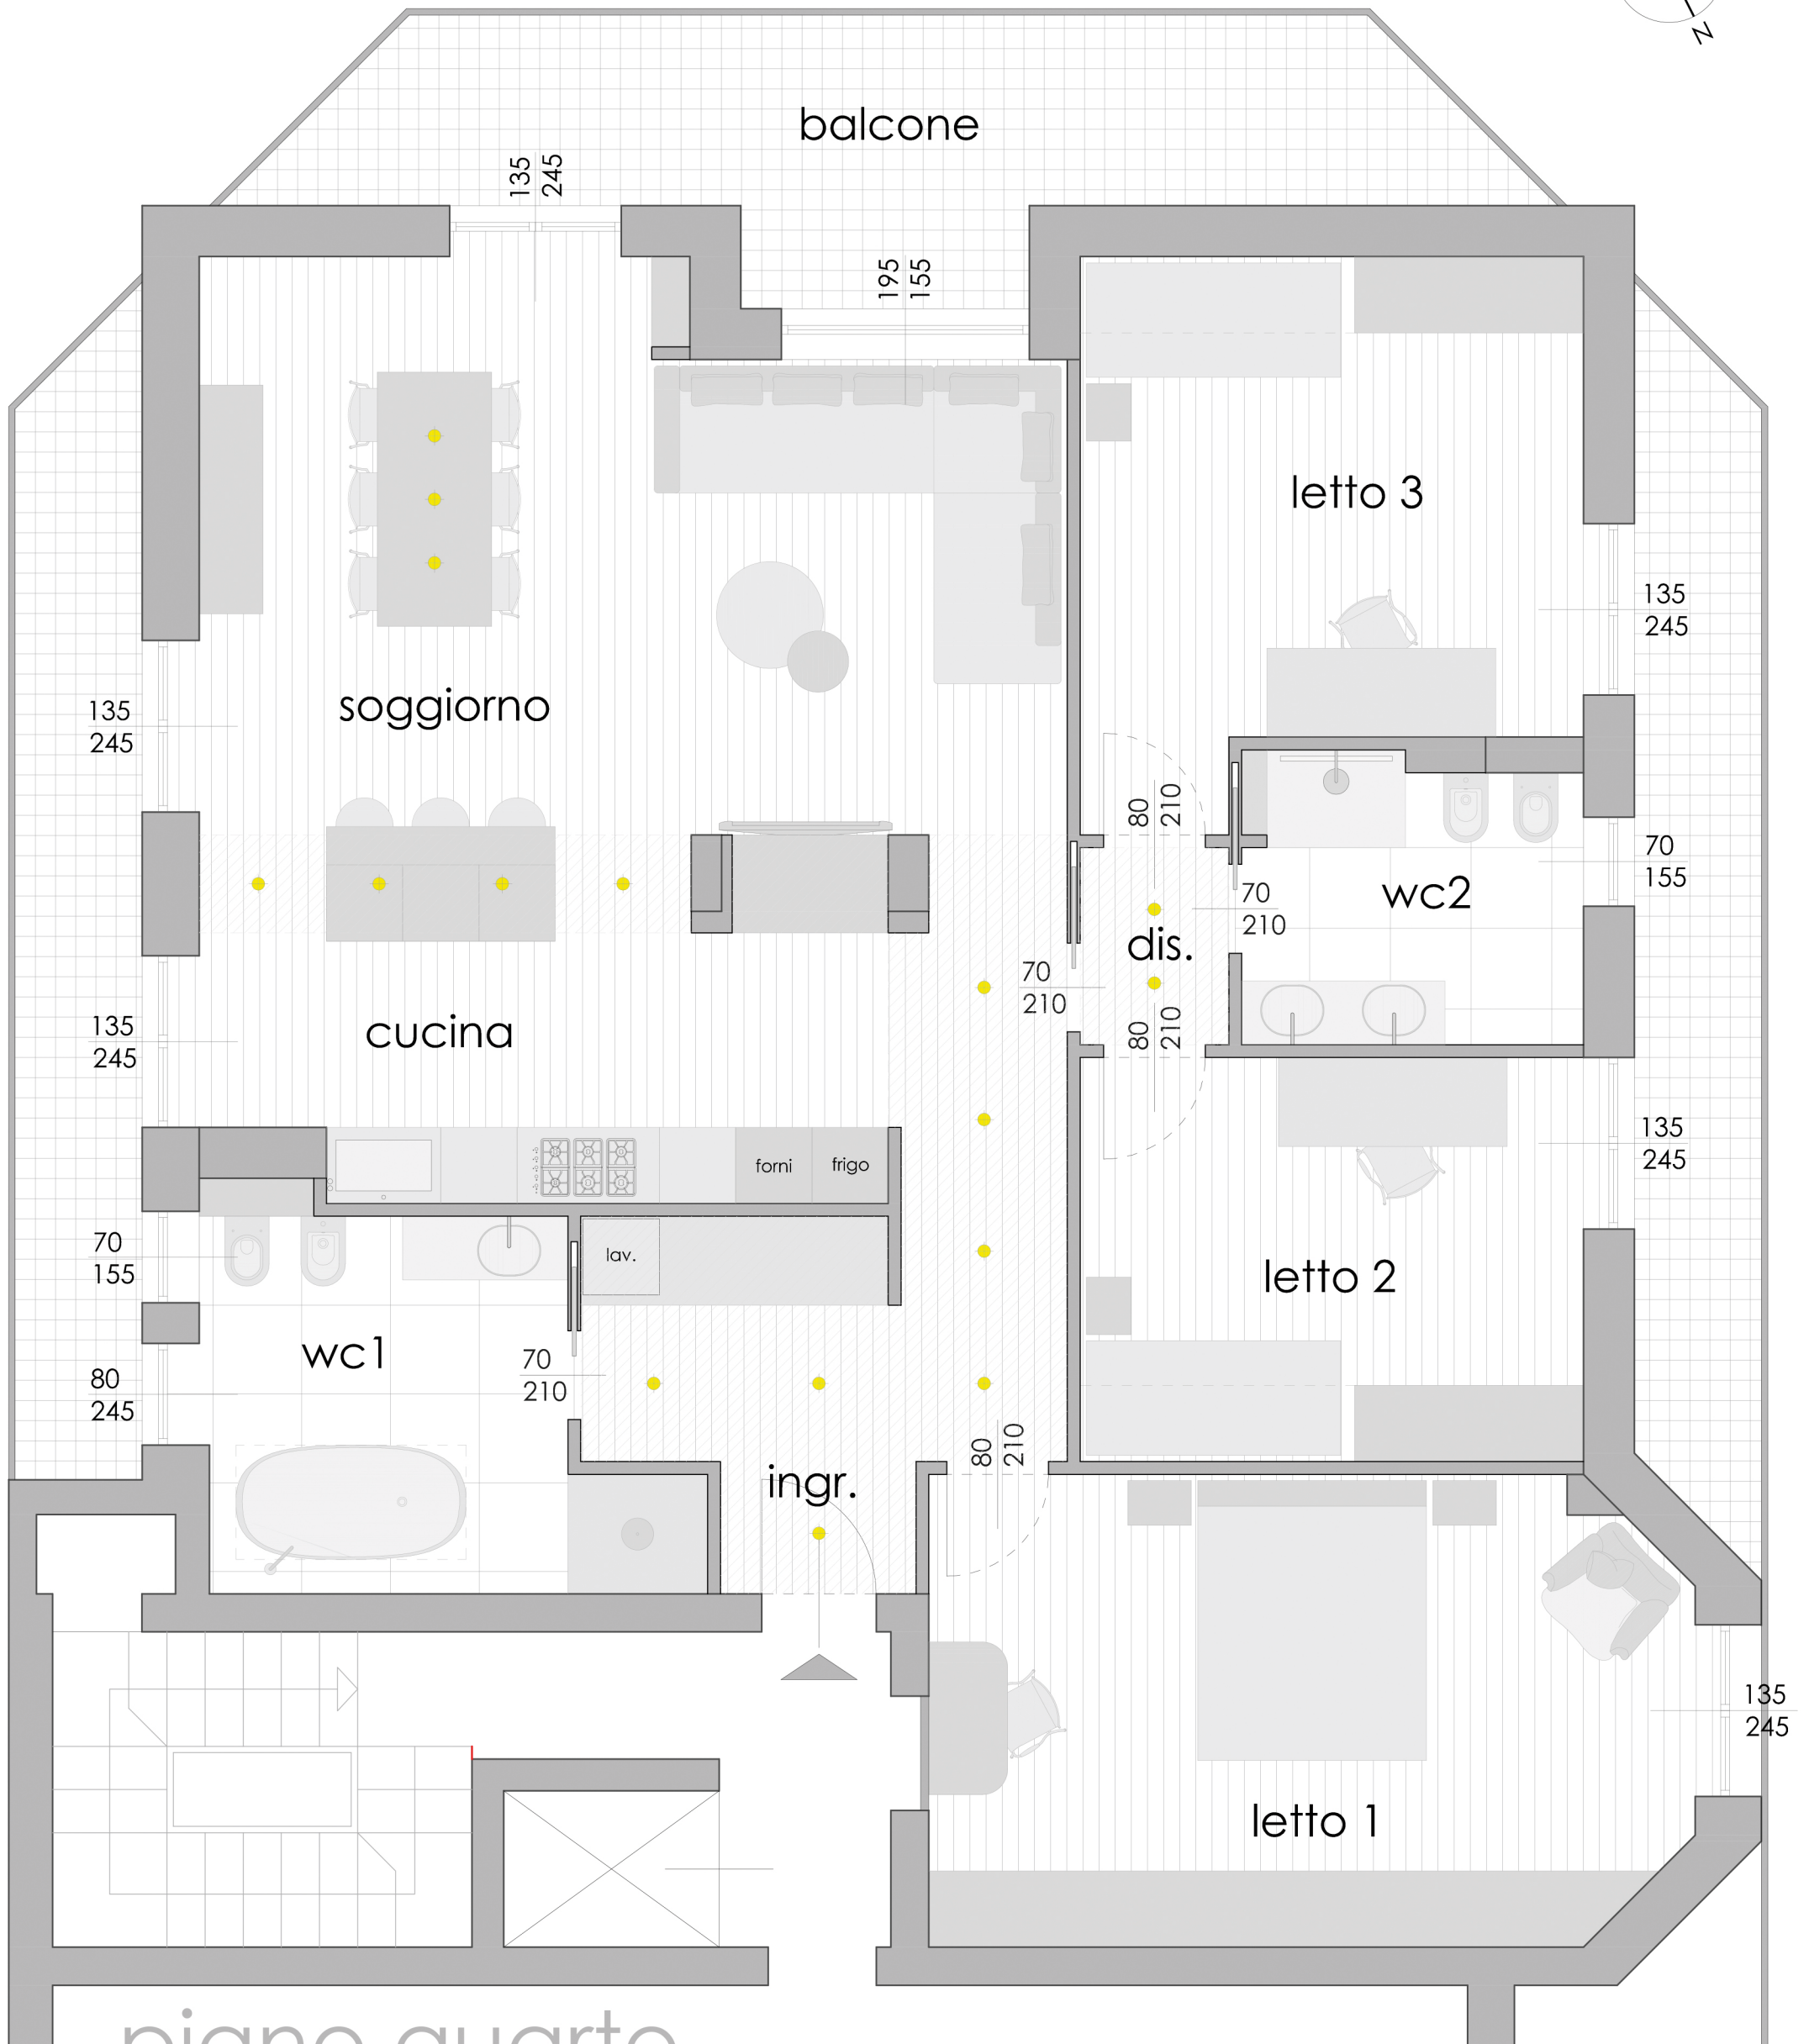 N
balcone
135
245
195
155
letto 3
135
245
soggiorno
135
245
80
210
70
155
wc2
70
210
dis.
70
210
80
210
cucina
135
245
135
245
forni
frigo
70
155
lav.
letto 2
wc1
70
210
80
245
80
210
ingr.
135
245
letto 1
piano quarto